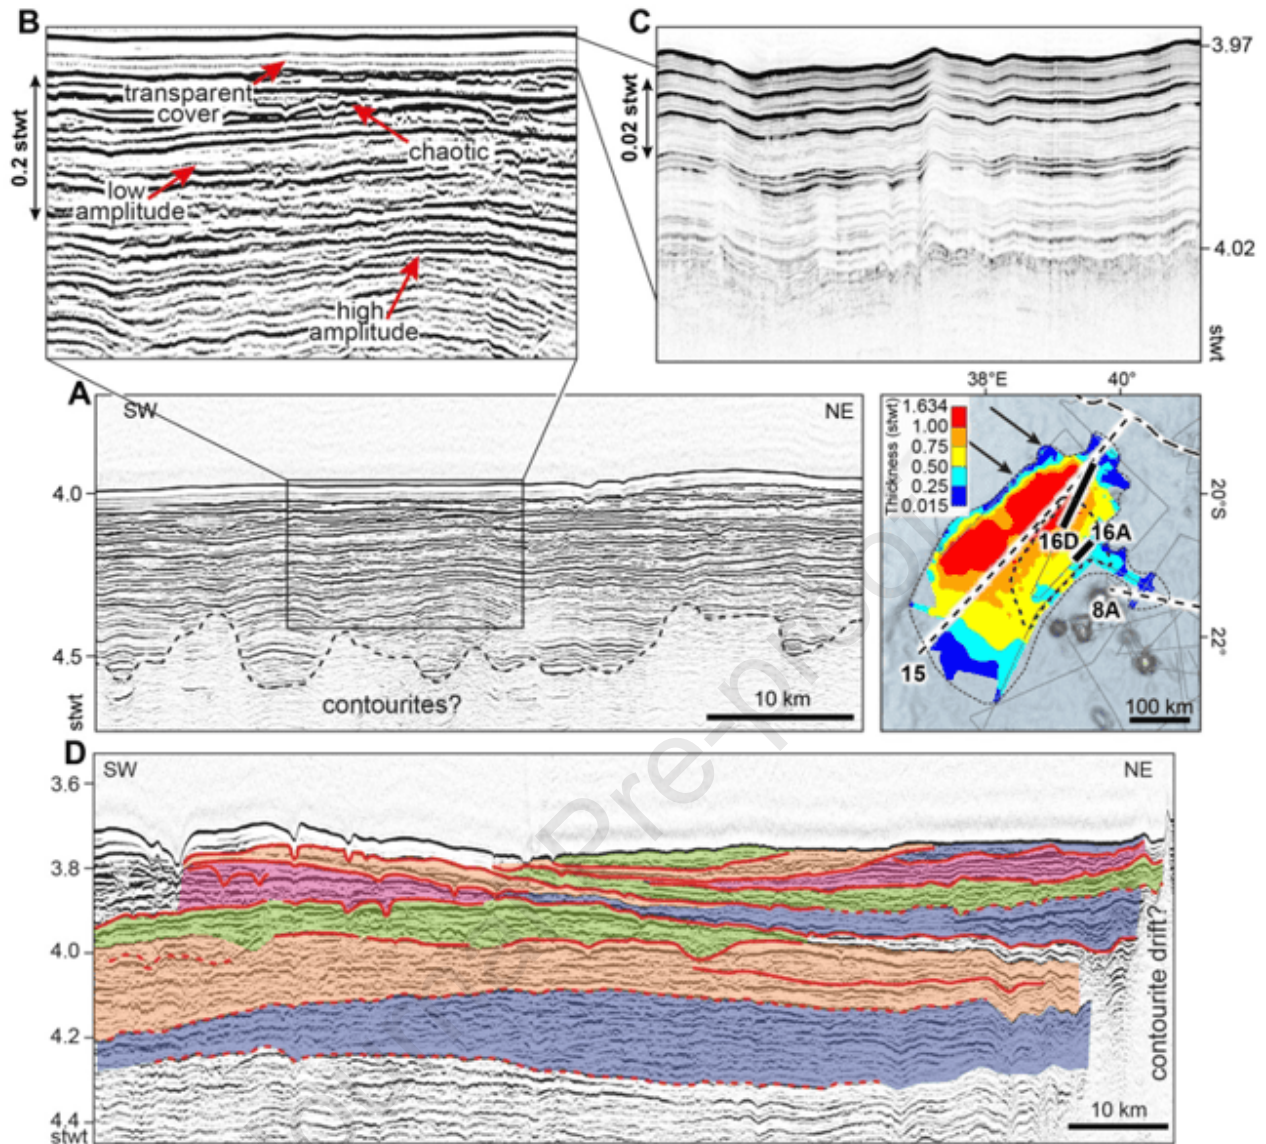 B
transparent
cover
chaotic
low
amplitude
high
amplitude
0.2 stwt
C
3.97
4.02
0.02 stwt
stwt
A
SW
NE
4.0
4.5
stwt
contourites?
10 km
38°E
40°
Thickness (stwt)
1.634
1.00
0.75
0.50
0.25
0.015
20°S
22°
16D
16A
8A
15
100 km
Pre-proo
D
SW
NE
3.6
3.8
4.0
4.2
4.4
stwt
contourite drift?
10 km